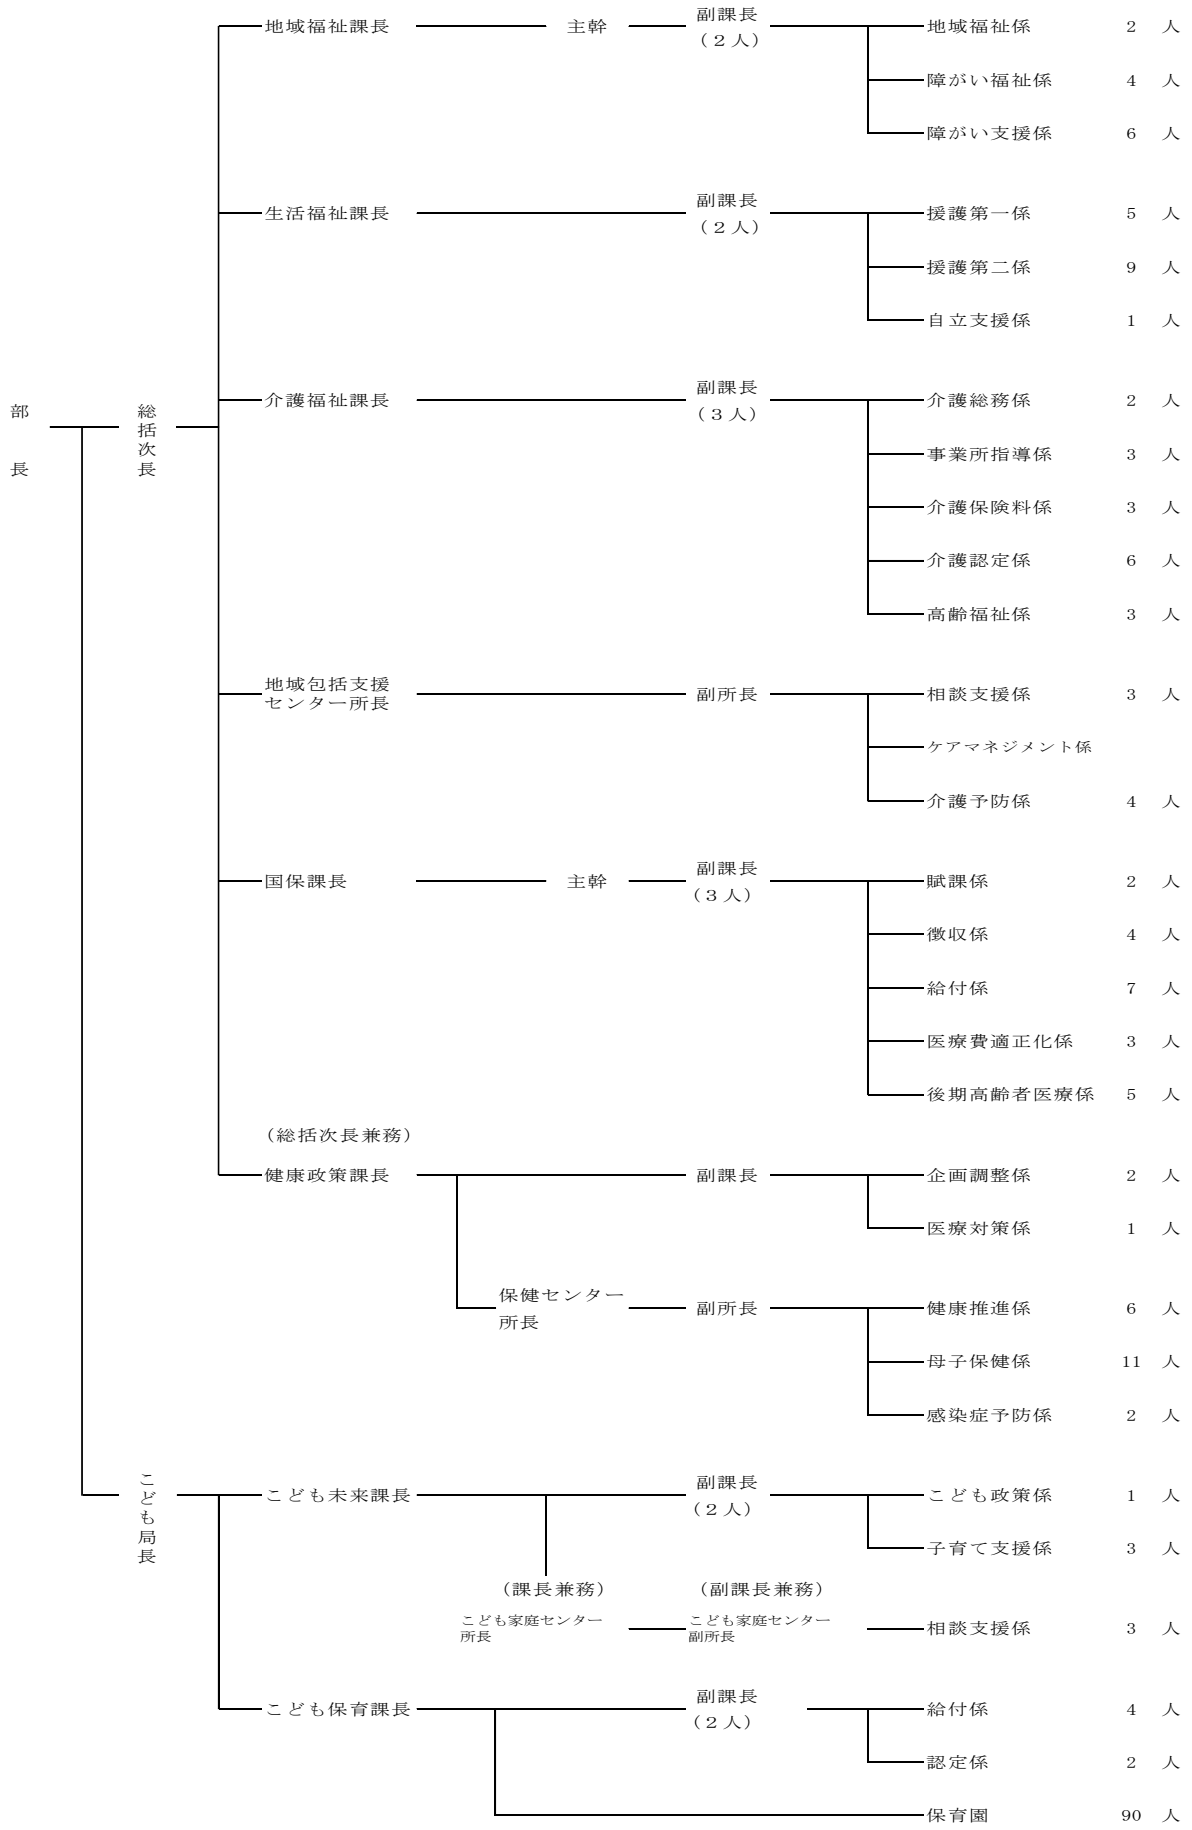 地域福祉課長 主幹 副課長 地域福祉係 2 人
（２人）
障がい福祉係 4 人
障がい支援係 6 人
生活福祉課長 副課長 援護第一係 5 人
（２人）
援護第二係 9 人
自立支援係 1 人
部長 総括次長 介護福祉課長 副課長 介護総務係 2 人
（３人）
事業所指導係 3 人
介護保険料係 3 人
介護認定係 6 人
高齢福祉係 3 人
地域包括支援
センター所長 副所長 相談支援係 3 人
ケアマネジメント係
介護予防係 4 人
国保課長 主幹 副課長 賦課係 2 人
（３人）
徴収係 4 人
給付係 7 人
医療費適正化係 3 人
後期高齢者医療係 5 人
（総括次長兼務）
健康政策課長 副課長 企画調整係 2 人
医療対策係 1 人
保健センター
所長 副所長 健康推進係 6 人
母子保健係 11 人
感染症予防係 2 人
こども局長 こども未来課長 副課長 こども政策係 1 人
（２人）
子育て支援係 3 人
（課長兼務） （副課長兼務）
こども家庭センター こども家庭センター
所長 副所長 相談支援係 3 人
こども保育課長 副課長 給付係 4 人
（２人）
認定係 2 人
保育園 90 人